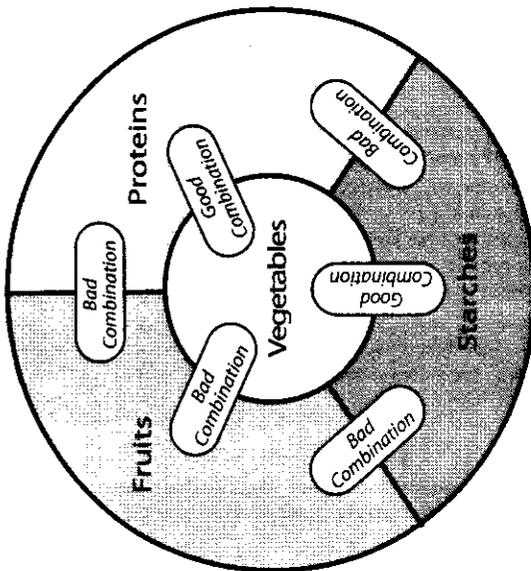 Proteins
Bad
Combination
Good
Combination
Bad
Combination
Fruits
Bad
Combination
Vegetables
Good
Combination
Starches
Bad
Combination